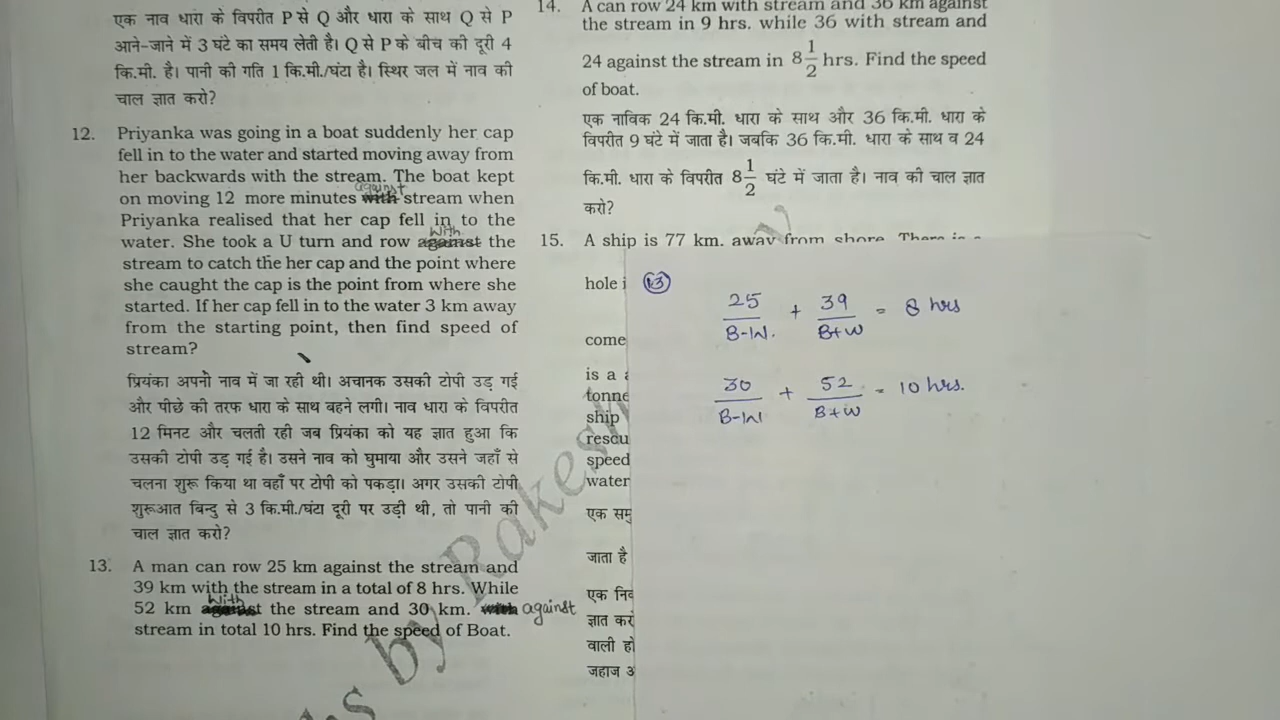 एक नाव धारा के विपरीत P से Q और धारा के साथ Q से P
आने-जाने में 3 घंटे का समय लेती है। Q से P के बीच की दूरी 4
कि.मी. है। पानी की गति 1 कि.मी./घंटा है। स्थिर जल में नाव की
चाल ज्ञात करो?
12. Priyanka was going in a boat suddenly her cap
fell in to the water and started moving away from
her backwards with the stream. The boat kept
on moving 12 more minutes with against stream when
Priyanka realised that her cap fell in to the
water. She took a U turn and row against with the
stream to catch the her cap and the point where
she caught the cap is the point from where she
started. If her cap fell in to the water 3 km away
from the starting point, then find speed of
stream?
प्रियंका अपनी नाव में जा रही थी। अचानक उसकी टोपी उड़ गई
और पीछे की तरफ धारा के साथ बहने लगी। नाव धारा के विपरीत
12 मिनट और चलती रही जब प्रियंका को यह ज्ञात हुआ कि
उसकी टोपी उड़ गई है। उसने नाव को घुमाया और उसने जहाँ से
चलना शुरू किया था वहाँ पर टोपी को पकड़ा। अगर उसकी टोपी
शुरूआत बिन्दु से 3 कि.मी./घंटा दूरी पर उड़ी थी, तो पानी की
चाल ज्ञात करो?
13. A man can row 25 km against the stream and
39 km with the stream in a total of 8 hrs. While
52 km against with the stream and 30 km. with against
stream in total 10 hrs. Find the speed of Boat.
14. A can row 24 km with stream and 36 km against
the stream in 9 hrs. while 36 with stream and
24 against the stream in 8 1/2 hrs. Find the speed
of boat.
एक नाविक 24 कि.मी. धारा के साथ और 36 कि.मी. धारा के
विपरीत 9 घंटे में जाता है। जबकि 36 कि.मी. धारा के साथ व 24
कि.मी. धारा के विपरीत 8 1/2 घंटे में जाता है। नाव की चाल ज्ञात
करो?
15. A ship is 77 km. away from shore. There is a
hole i
come
is a
tonne
ship
rescu
speed
water
एक समु
जाता है
एक निव
ज्ञात कर
वाली हो
जहाज अ
13
25/B-W. + 39/B+W = 8 hrs
30/B-W + 52/B+W = 10 hrs.
by Rakesh